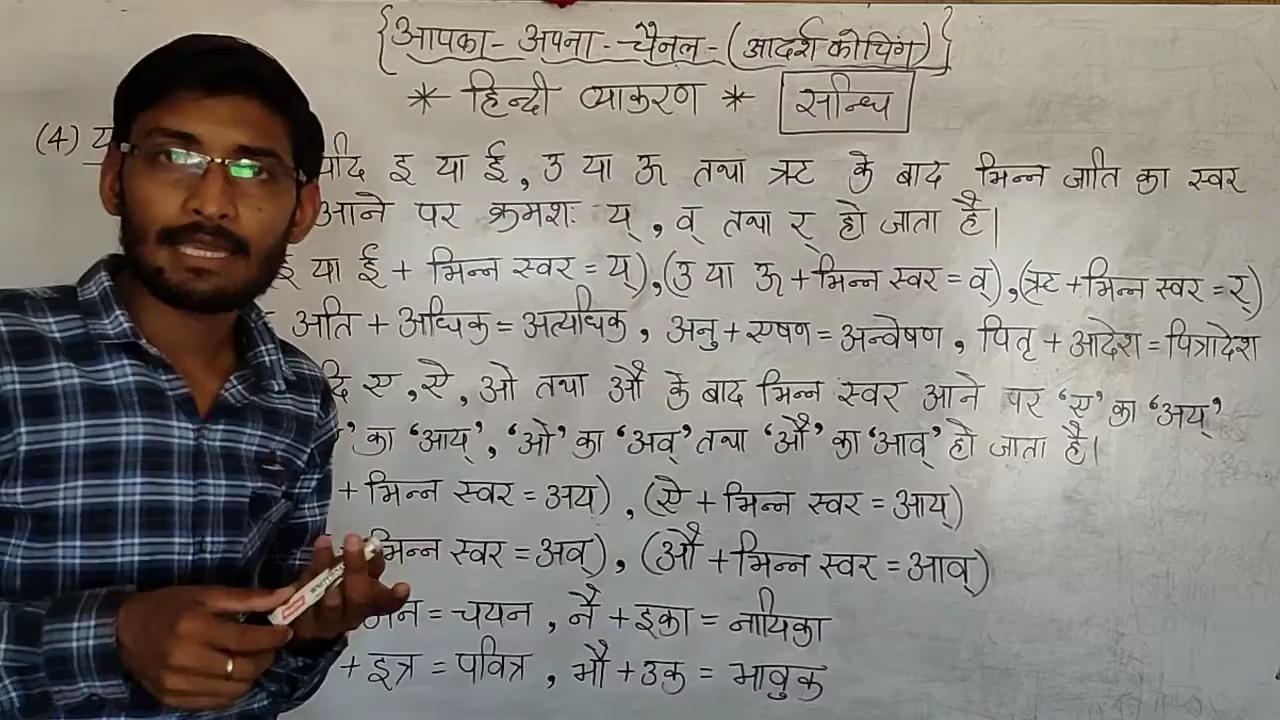 {आपका - अपना - चैनल - (आदर्श कोचिंग)}
* हिन्दी व्याकरण * सन्धि
(4) य
यदि इ या ई, उ या ऊ तथा ऋ के बाद भिन्न जाति का स्वर
आने पर क्रमशः य्, व् तथा र् हो जाता है।
इ या ई + भिन्न स्वर = य्), (उ या ऊ + भिन्न स्वर = व्), (ऋ + भिन्न स्वर = र्)
अति + अधिक = अत्यधिक, अनु + एषण = अन्वेषण, पितृ + आदेश = पित्रादेश
दि ए, ऐ, ओ तथा औ के बाद भिन्न स्वर आने पर 'ए' का 'अय्'
' का 'आय्', 'ओ' का 'अव्' तथा 'औ' का 'आव्' हो जाता है।
+ भिन्न स्वर = अय्), (ऐ + भिन्न स्वर = आय्)
भिन्न स्वर = अव्), (औ + भिन्न स्वर = आव्)
अन = चयन, नै + इका = नायिका
+ इत्र = पवित्र, भौ + उक = भावुक